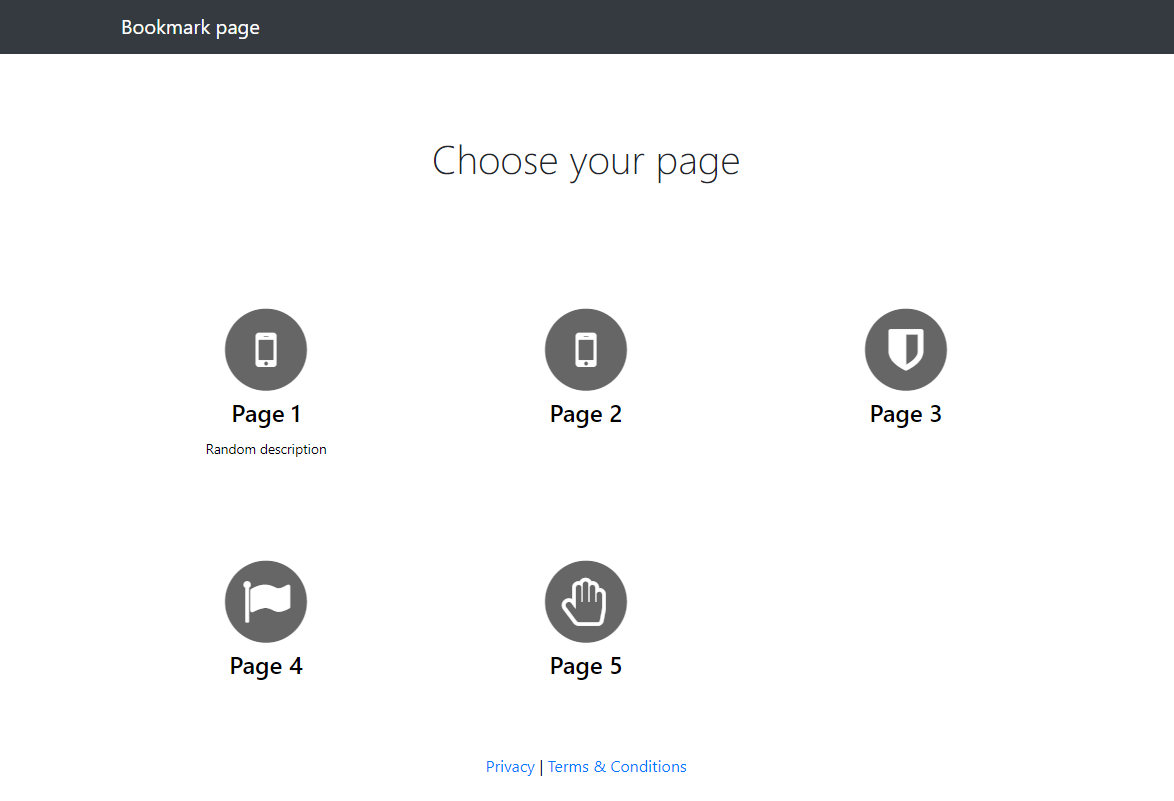 Bookmark page
Choose your page
Page 1
Random description
Page 2
Page 3
Page 4
Page 5
Privacy | Terms & Conditions